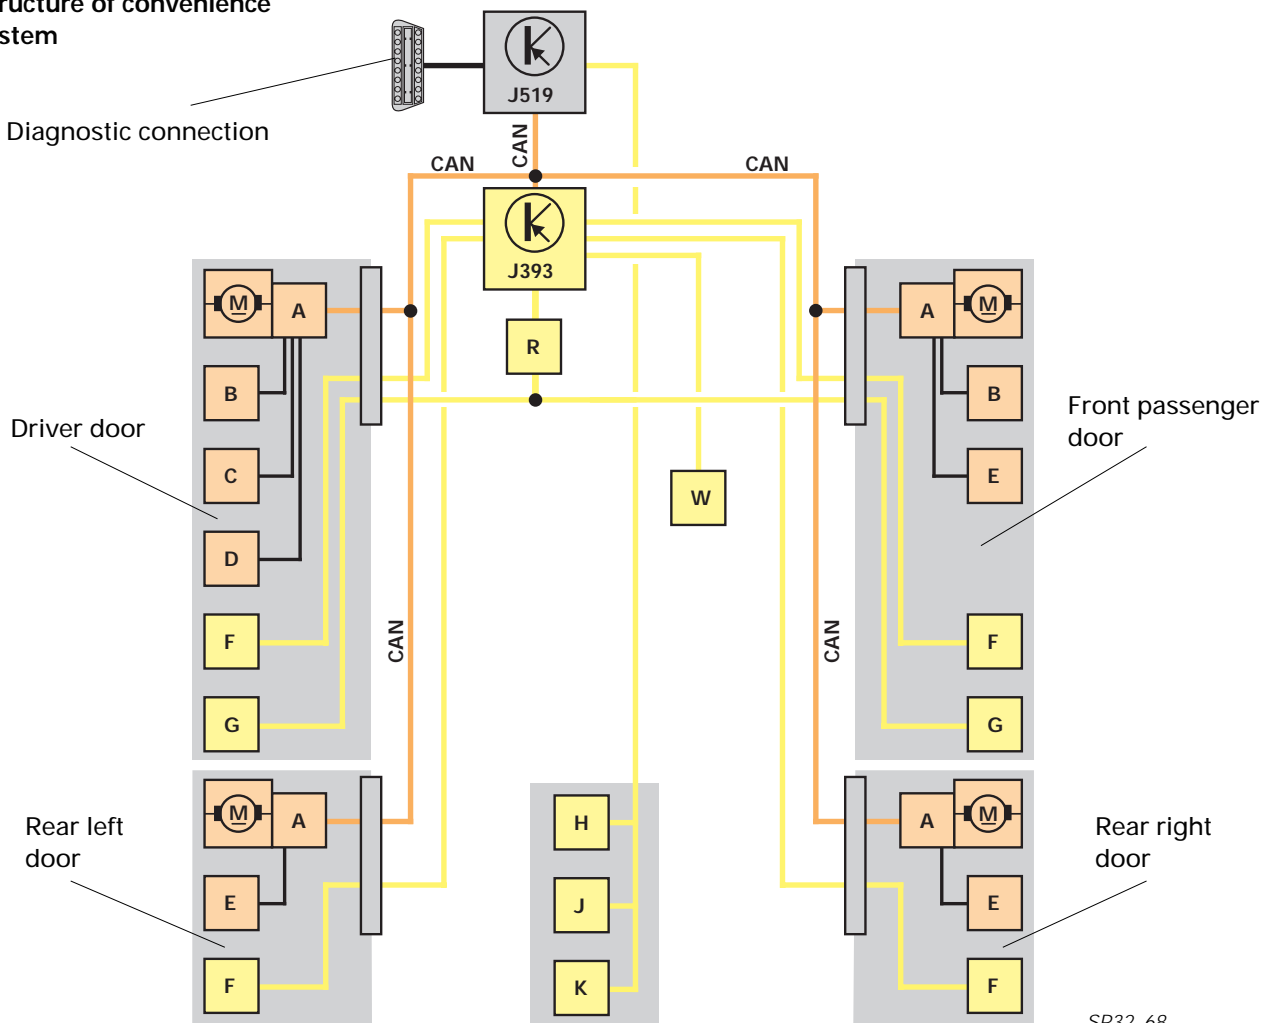 tructure of convenience
stem
Diagnostic connection
J519
CAN
CAN
CAN
J393
M
A
A
M
R
B
B
Driver door
Front passenger
door
C
E
W
D
CAN
CAN
F
F
G
G
M
A
A
M
Rear left
door
H
Rear right
door
E
J
E
F
K
F